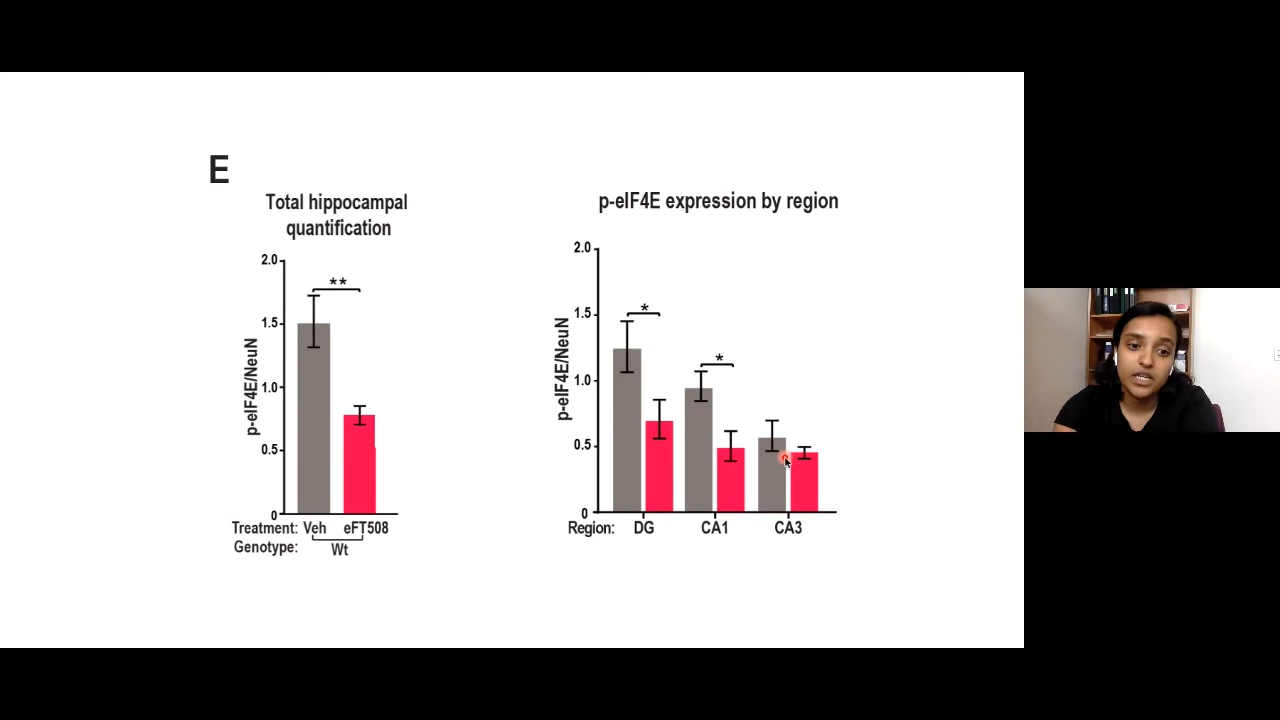 E
Total hippocampal
quantification
p-eIF4E/NeuN
2.0
**
1.5
1.0
0.5
0
Treatment: Veh eFT508
Genotype: Wt
p-eIF4E expression by region
p-eIF4E/NeuN
2.0
1.5
*
1.0
*
0.5
0
Region: DG CA1 CA3